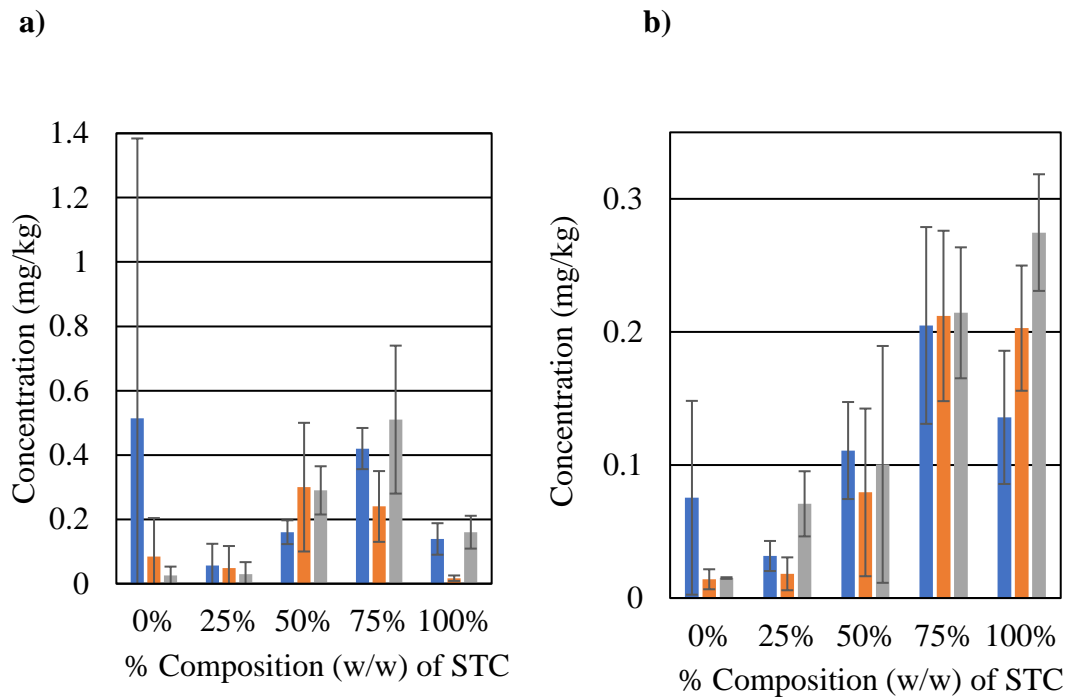 a)
Concentration (mg/kg)
1.4
1.2
1
0.8
0.6
0.4
0.2
0
0% 25% 50% 75% 100%
% Composition (w/w) of STC
b)
Concentration (mg/kg)
0.3
0.2
0.1
0
0% 25% 50% 75% 100%
% Composition (w/w) of STC